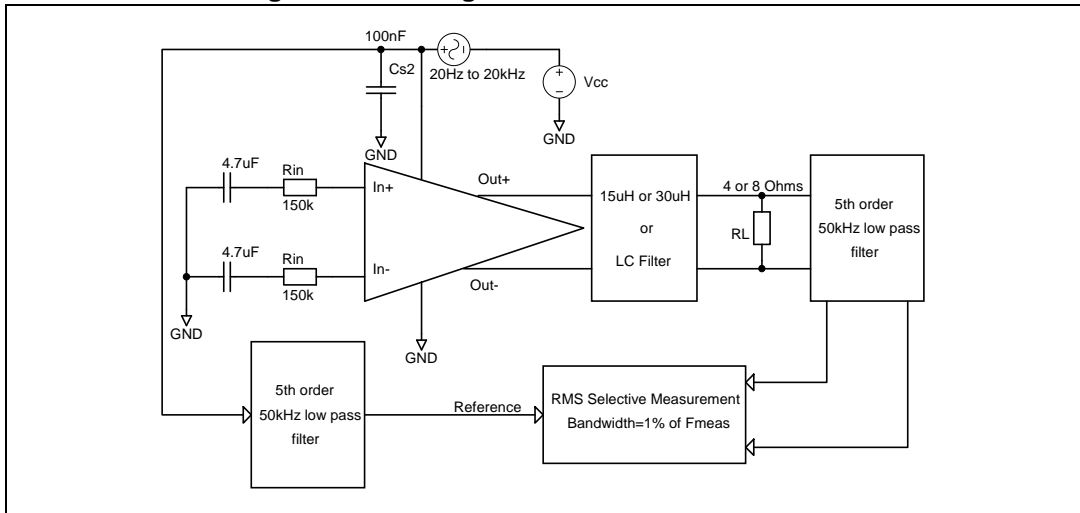 100nF
Cs2
20Hz to 20kHz
+
-
+
-
Vcc
GND
GND
4.7uF
Rin
150k
In+
Out+
15uH or 30uH
or
LC Filter
4 or 8 Ohms
RL
5th order
50kHz low pass
filter
4.7uF
Rin
150k
In-
Out-
GND
GND
5th order
50kHz low pass
filter
Reference
RMS Selective Measurement
Bandwidth=1% of Fmeas